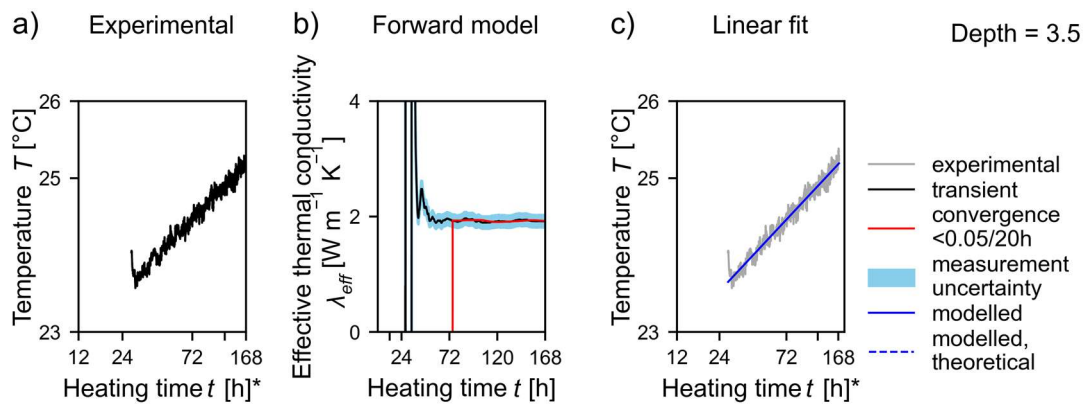 a)
Experimental
b)
Forward model
c)
Linear fit
Depth = 3.5
Temperature T [°C]
26
25
23
12
24
72
168
Heating time t [h]*
Effective thermal conductivity
λeff [W m⁻¹ K⁻¹]
4
2
0
24
72
120
168
Heating time t [h]
Temperature T [°C]
26
25
23
12
24
72
168
Heating time t [h]*
experimental
transient
convergence
<0.05/20h
measurement
uncertainty
modelled
modelled,
theoretical